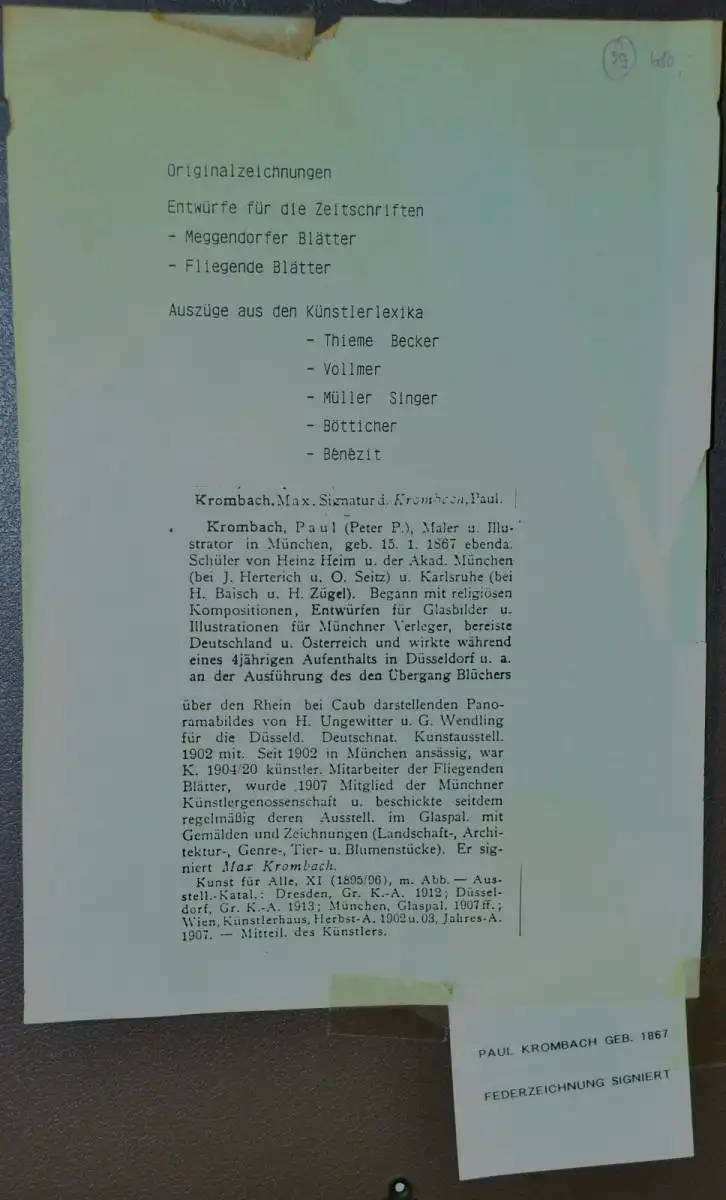 680,-
Originalzeichnungen
Entwürfe für die Zeitschriften
- Meggendorfer Blätter
- Fliegende Blätter
Auszüge aus den Künstlerlexika
- Thieme Becker
- Vollmer
- Müller Singer
- Bötticher
- Bénézit
Krombach, Max. Signatur d. Krombach, Paul.
Krombach, Paul (Peter P.), Maler u. Illu-
strator in München, geb. 15. 1. 1867 ebenda.
Schüler von Heinz Heim u. der Akad. München
(bei J. Herterich u. O. Seitz) u. Karlsruhe (bei
H. Baisch u. H. Zügel). Begann mit religiösen
Kompositionen, Entwürfen für Glasbilder u.
Illustrationen für Münchner Verleger, bereiste
Deutschland u. Österreich und wirkte während
eines 4jährigen Aufenthalts in Düsseldorf u. a.
an der Ausführung des den Übergang Blüchers
über den Rhein bei Caub darstellenden Pano-
ramabildes von H. Ungewitter u. G. Wendling
für die Düsseld. Deutschnat. Kunstausstell.
1902 mit. Seit 1902 in München ansässig, war
K. 1904/20 künstler. Mitarbeiter der Fliegenden
Blätter, wurde 1907 Mitglied der Münchner
Künstlergenossenschaft u. beschickte seitdem
regelmäßig deren Ausstell. im Glaspal. mit
Gemälden und Zeichnungen (Landschaft-, Archi-
tektur-, Genre-, Tier- u. Blumenstücke). Er sig-
niert Max Krombach.
Kunst für Alle, XI (1895/96), m. Abb. — Aus-
stell.-Katal.: Dresden, Gr. K.-A. 1912; Düssel-
dorf, Gr. K.-A. 1913; München, Glaspal. 1907 ff.;
Wien, Künstlerhaus, Herbst-A. 1902 u. 03, Jahres-A.
1907. — Mitteil. des Künstlers.
PAUL KROMBACH GEB. 1867
FEDERZEICHNUNG SIGNIERT